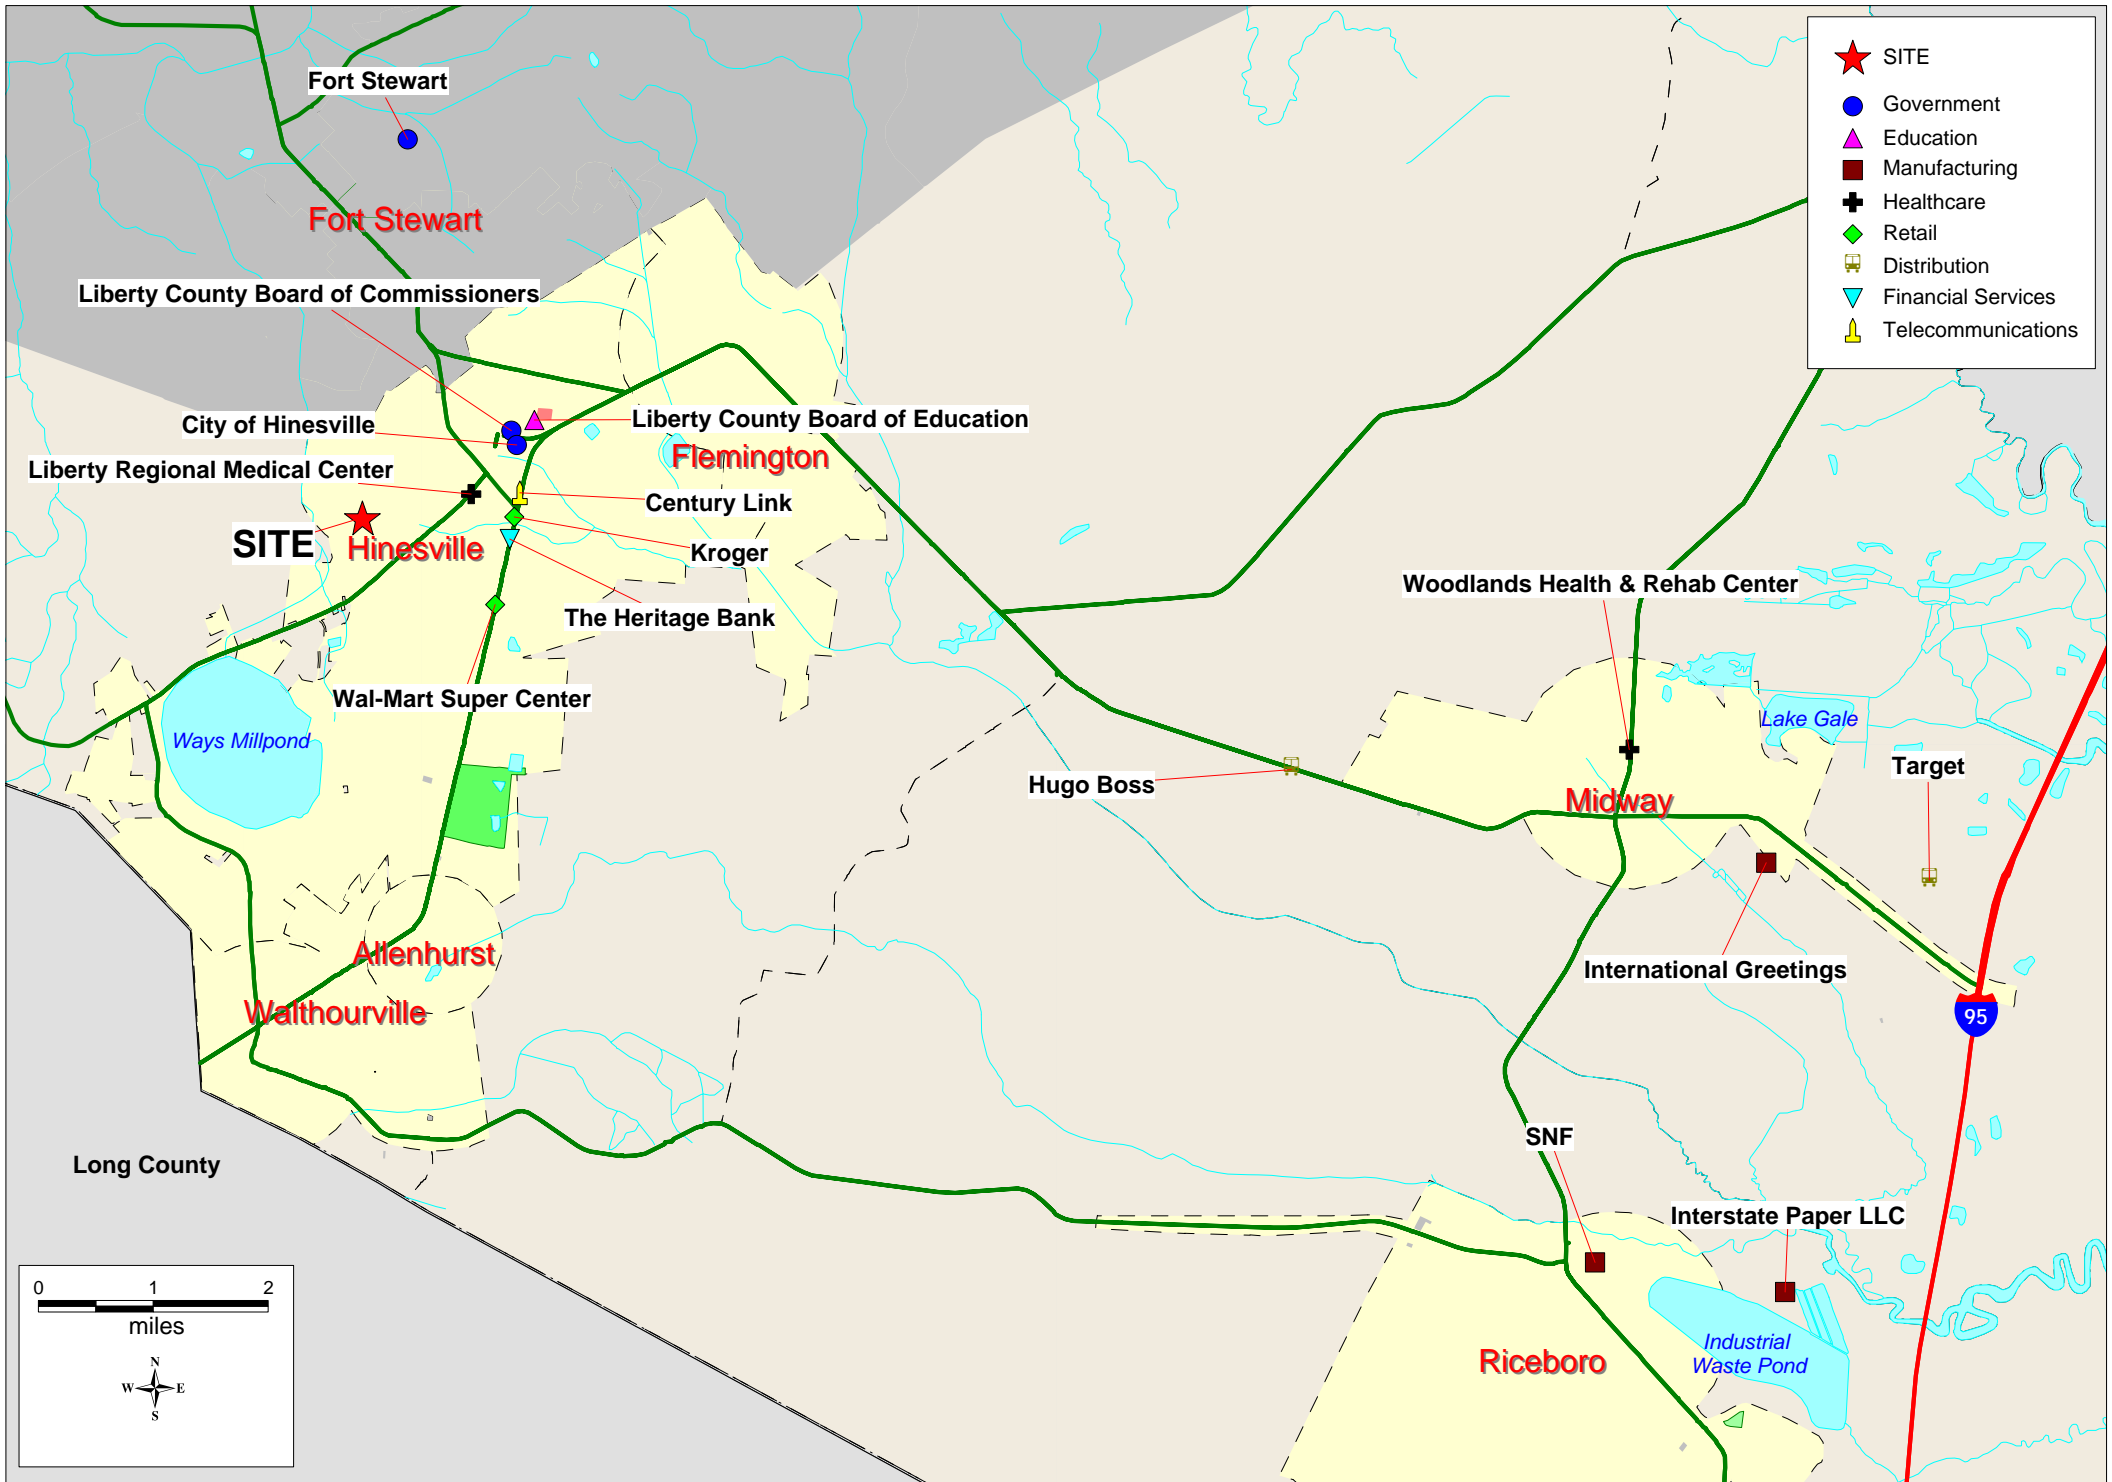 SITE
Government
Education
Manufacturing
Healthcare
Retail
Distribution
Financial Services
Telecommunications
Fort Stewart
Fort Stewart
Liberty County Board of Commissioners
City of Hinesville
Liberty County Board of Education
Flemington
Liberty Regional Medical Center
Century Link
SITE
Hinesville
Kroger
The Heritage Bank
Woodlands Health & Rehab Center
Wal-Mart Super Center
Ways Millpond
Lake Gale
Hugo Boss
Target
Midway
Allenhurst
International Greetings
Walthourville
95
SNF
Long County
Interstate Paper LLC
Riceboro
Industrial
Waste Pond
0 1 2
miles
N
W E
S